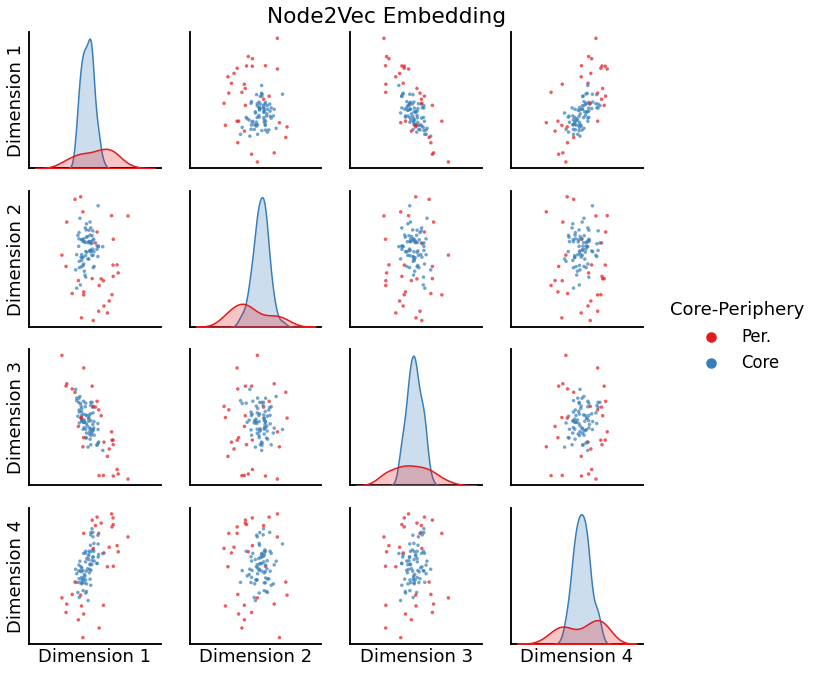 Node2Vec Embedding
Dimension 1
Dimension 2
Dimension 3
Dimension 4
Core-Periphery
Per.
Core
Dimension 1
Dimension 2
Dimension 3
Dimension 4